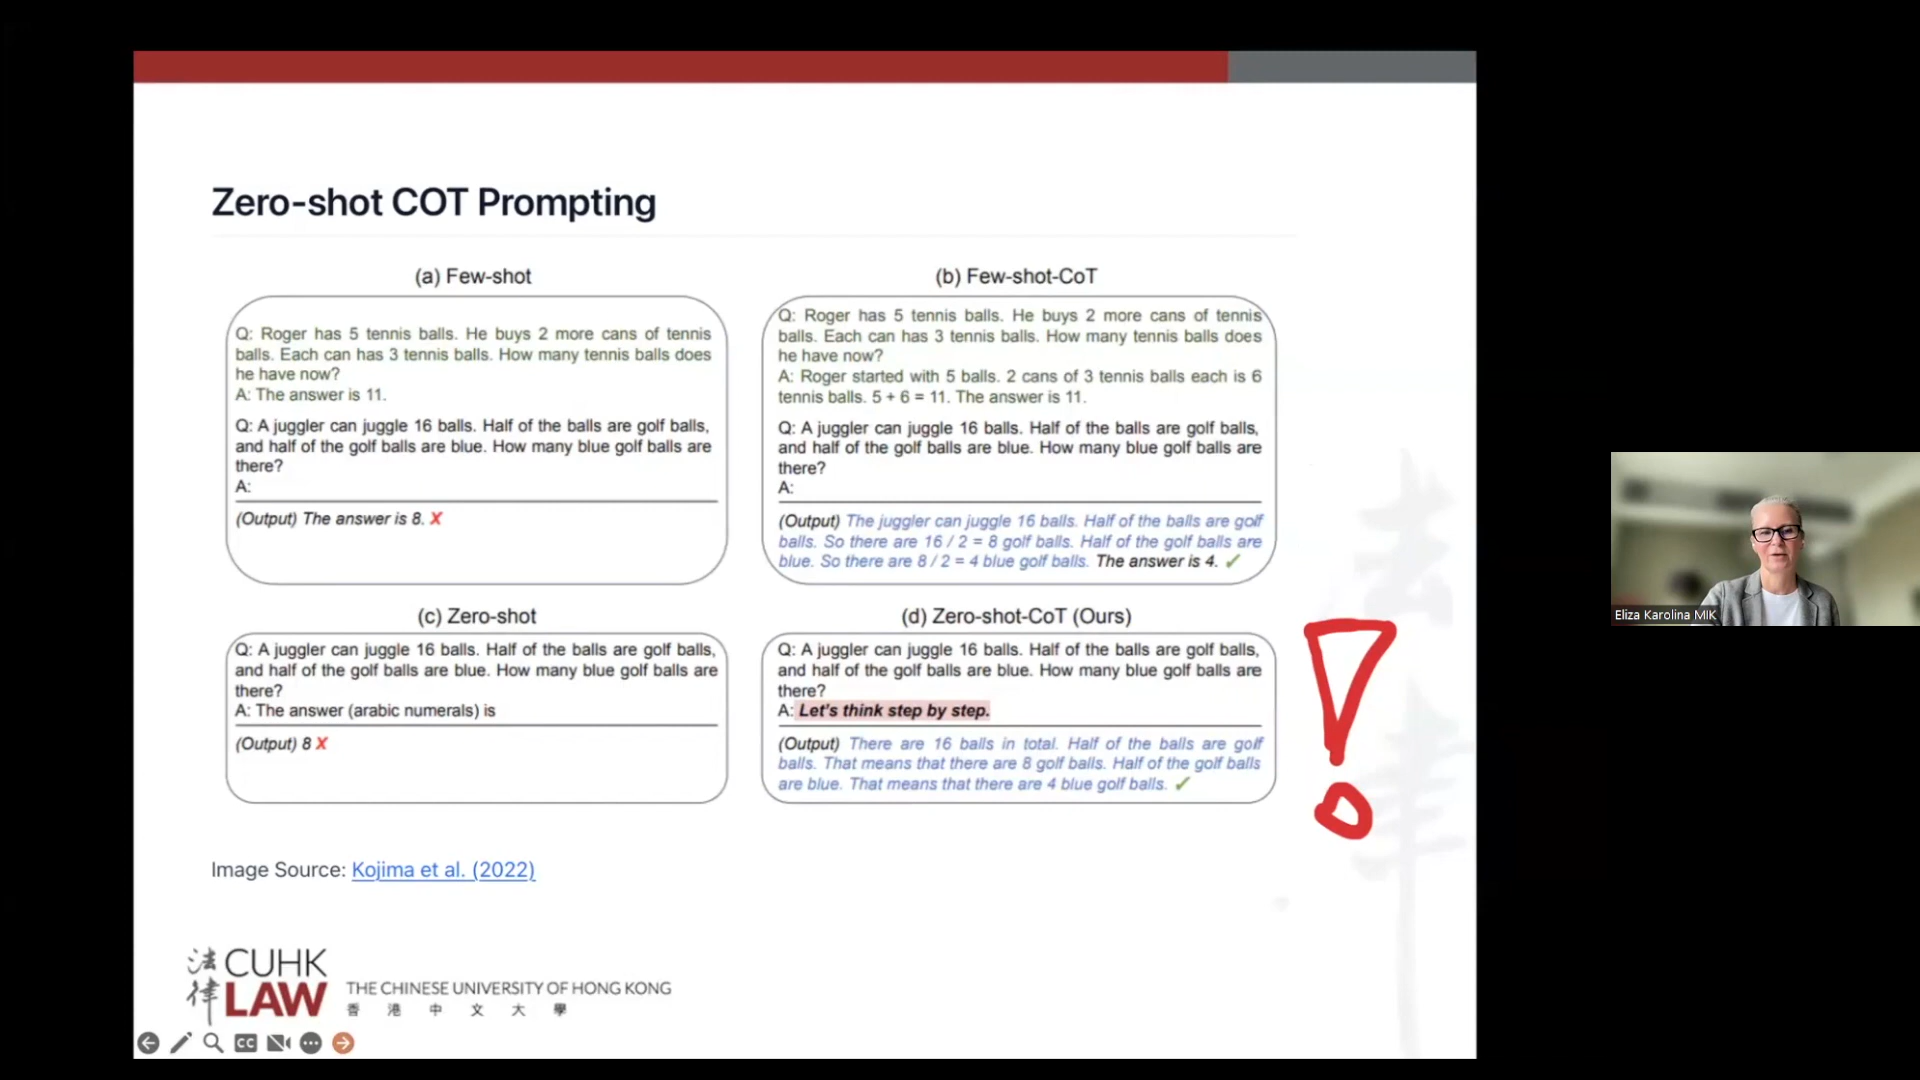 Zero-shot COT Prompting
(a) Few-shot
Q: Roger has 5 tennis balls. He buys 2 more cans of tennis
balls. Each can has 3 tennis balls. How many tennis balls does
he have now?
A: The answer is 11.
Q: A juggler can juggle 16 balls. Half of the balls are golf balls,
and half of the golf balls are blue. How many blue golf balls are
there?
A:
(Output) The answer is 8. X
(b) Few-shot-CoT
Q: Roger has 5 tennis balls. He buys 2 more cans of tennis
balls. Each can has 3 tennis balls. How many tennis balls does
he have now?
A: Roger started with 5 balls. 2 cans of 3 tennis balls each is 6
tennis balls. 5 + 6 = 11. The answer is 11.
Q: A juggler can juggle 16 balls. Half of the balls are golf balls,
and half of the golf balls are blue. How many blue golf balls are
there?
A:
(Output) The juggler can juggle 16 balls. Half of the balls are golf
balls. So there are 16 / 2 = 8 golf balls. Half of the golf balls are
blue. So there are 8 / 2 = 4 blue golf balls. The answer is 4. ✓
(c) Zero-shot
Q: A juggler can juggle 16 balls. Half of the balls are golf balls,
and half of the golf balls are blue. How many blue golf balls are
there?
A: The answer (arabic numerals) is
(Output) 8 X
(d) Zero-shot-CoT (Ours)
Q: A juggler can juggle 16 balls. Half of the balls are golf balls,
and half of the golf balls are blue. How many blue golf balls are
there?
A: Let's think step by step.
(Output) There are 16 balls in total. Half of the balls are golf
balls. That means that there are 8 golf balls. Half of the golf balls
are blue. That means that there are 4 blue golf balls. ✓
!
Image Source: Kojima et al. (2022)
法律
CUHK
LAW
THE CHINESE UNIVERSITY OF HONG KONG
香港中文大學
CC
法律
Eliza Karolina MIK